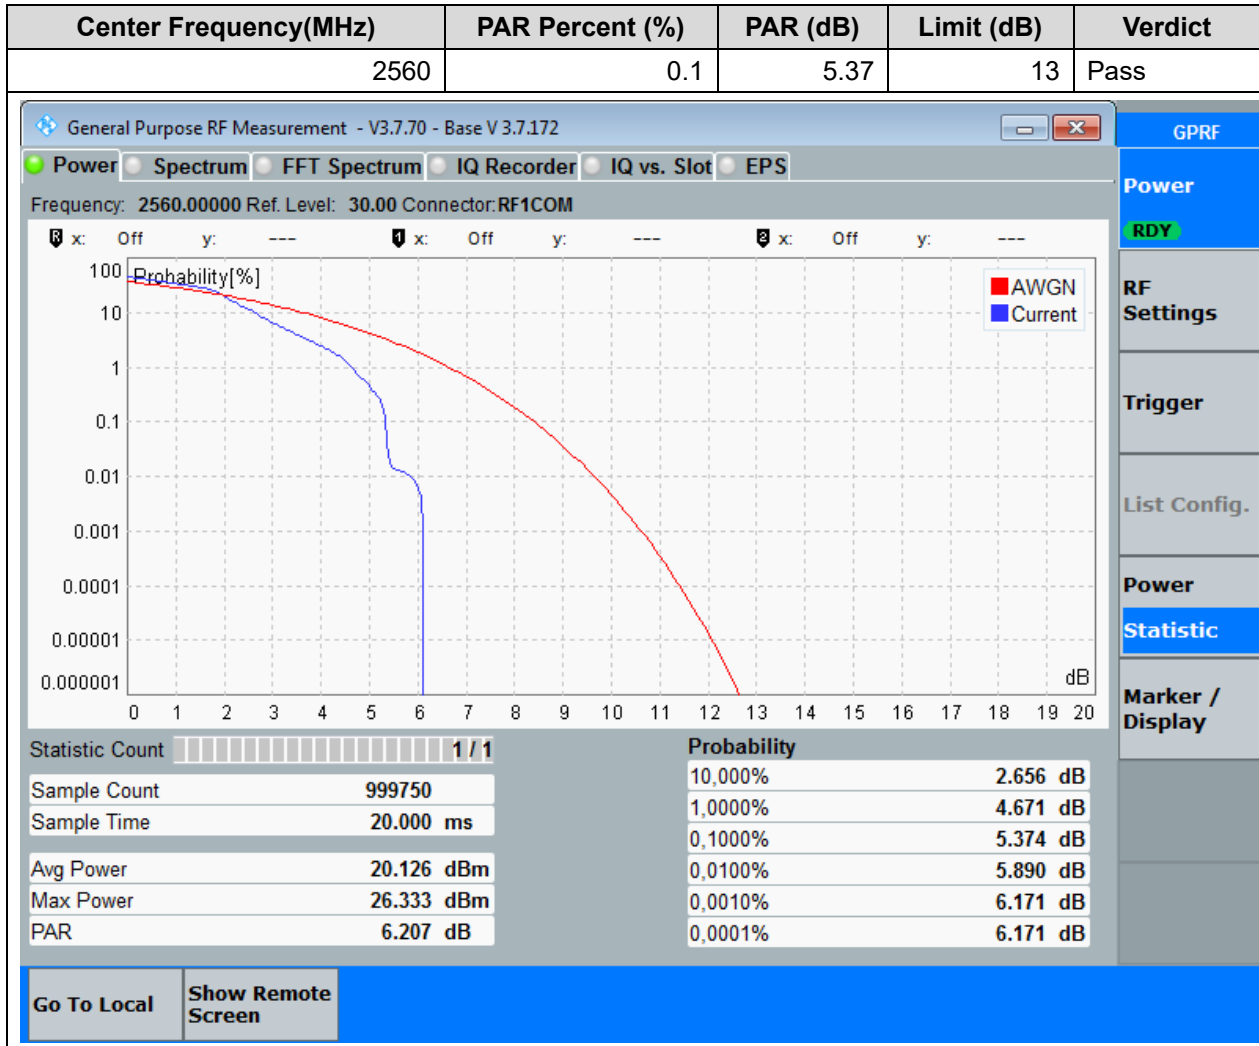 Center Frequency(MHz) PAR Percent (%) PAR (dB) Limit (dB) Verdict
2560 0.1 5.37 13 Pass
General Purpose RF Measurement - V3.7.70 - Base V 3.7.172
GPRF
Power Spectrum FFT Spectrum IQ Recorder IQ vs. Slot EPS
Frequency: 2560.00000 Ref. Level: 30.00 Connector: RF1COM
R x: Off y: --- 1 x: Off y: --- 2 x: Off y: ---
Probability[%]
100
10
1
0.1
0.01
0.001
0.0001
0.00001
0.000001
AWGN
Current
dB
0 1 2 3 4 5 6 7 8 9 10 11 12 13 14 15 16 17 18 19 20
Statistic Count 1 / 1
Sample Count 999750
Sample Time 20.000 ms
Avg Power 20.126 dBm
Max Power 26.333 dBm
PAR 6.207 dB
Probability
10,000% 2.656 dB
1,0000% 4.671 dB
0,1000% 5.374 dB
0,0100% 5.890 dB
0,0010% 6.171 dB
0,0001% 6.171 dB
Power
RDY
RF
Settings
Trigger
List Config.
Power
Statistic
Marker /
Display
Go To Local
Show Remote
Screen